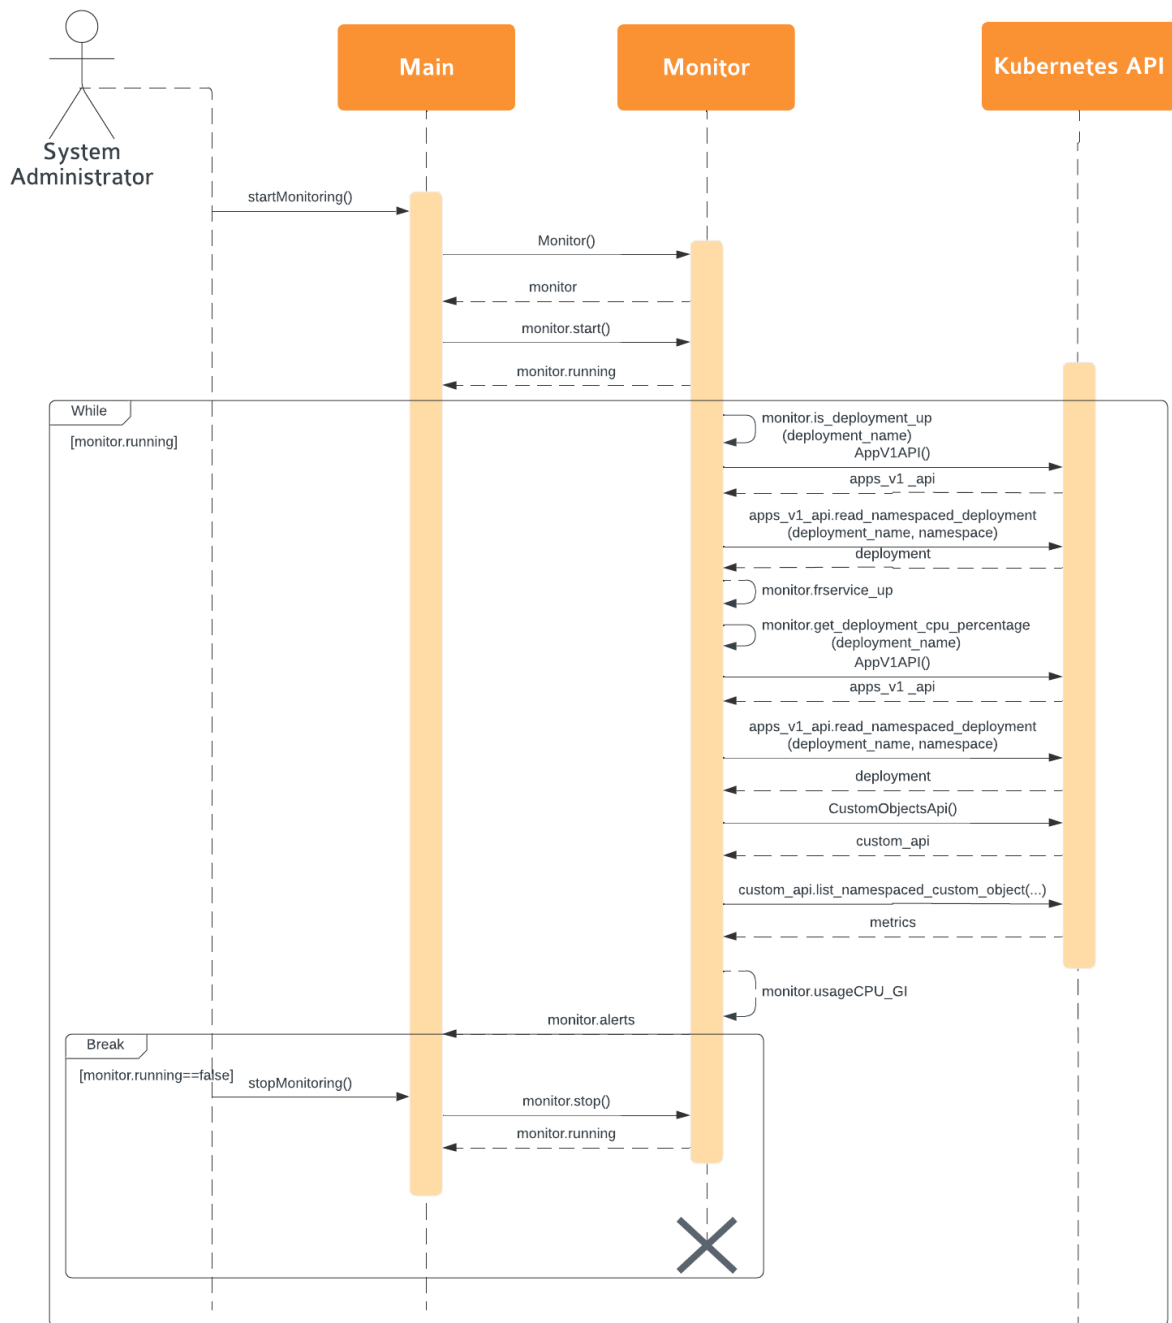 Main
Monitor
Kubernetes API
System
Administrator
startMonitoring()
Monitor()
monitor
monitor.start()
monitor.running
While
[monitor.running]
monitor.is_deployment_up
(deployment_name)
AppV1API()
apps_v1 _api
apps_v1_api.read_namespaced_deployment
(deployment_name, namespace)
deployment
monitor.frservice_up
monitor.get_deployment_cpu_percentage
(deployment_name)
AppV1API()
apps_v1 _api
apps_v1_api.read_namespaced_deployment
(deployment_name, namespace)
deployment
CustomObjectsApi()
custom_api
custom_api.list_namespaced_custom_object(...)
metrics
monitor.usageCPU_GI
monitor.alerts
Break
[monitor.running==false]
stopMonitoring()
monitor.stop()
monitor.running